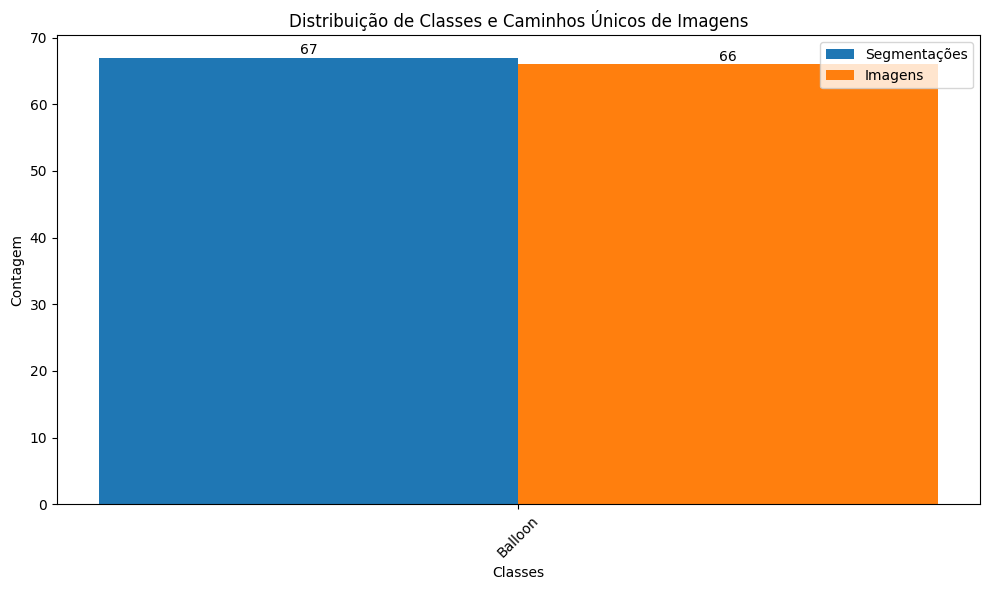 Distribuição de Classes e Caminhos Únicos de Imagens
70
60
50
40
30
20
10
0
Contagem
67
66
Segmentações
Imagens
Balloon
Classes